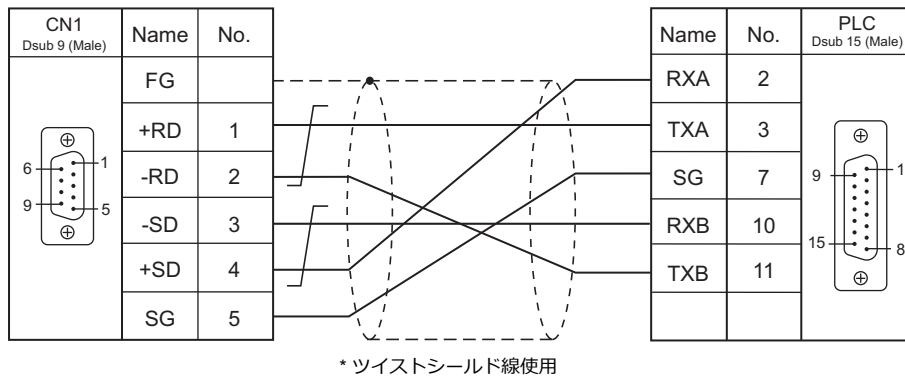 CN1
Dsub 9 (Male)
Name No.
FG
+RD 1
-RD 2
-SD 3
+SD 4
SG 5
6 1
9 5
Name No.
PLC
Dsub 15 (Male)
RXA 2
TXA 3
SG 7
RXB 10
TXB 11
9 1
15 8
* ツイストシールド線使用